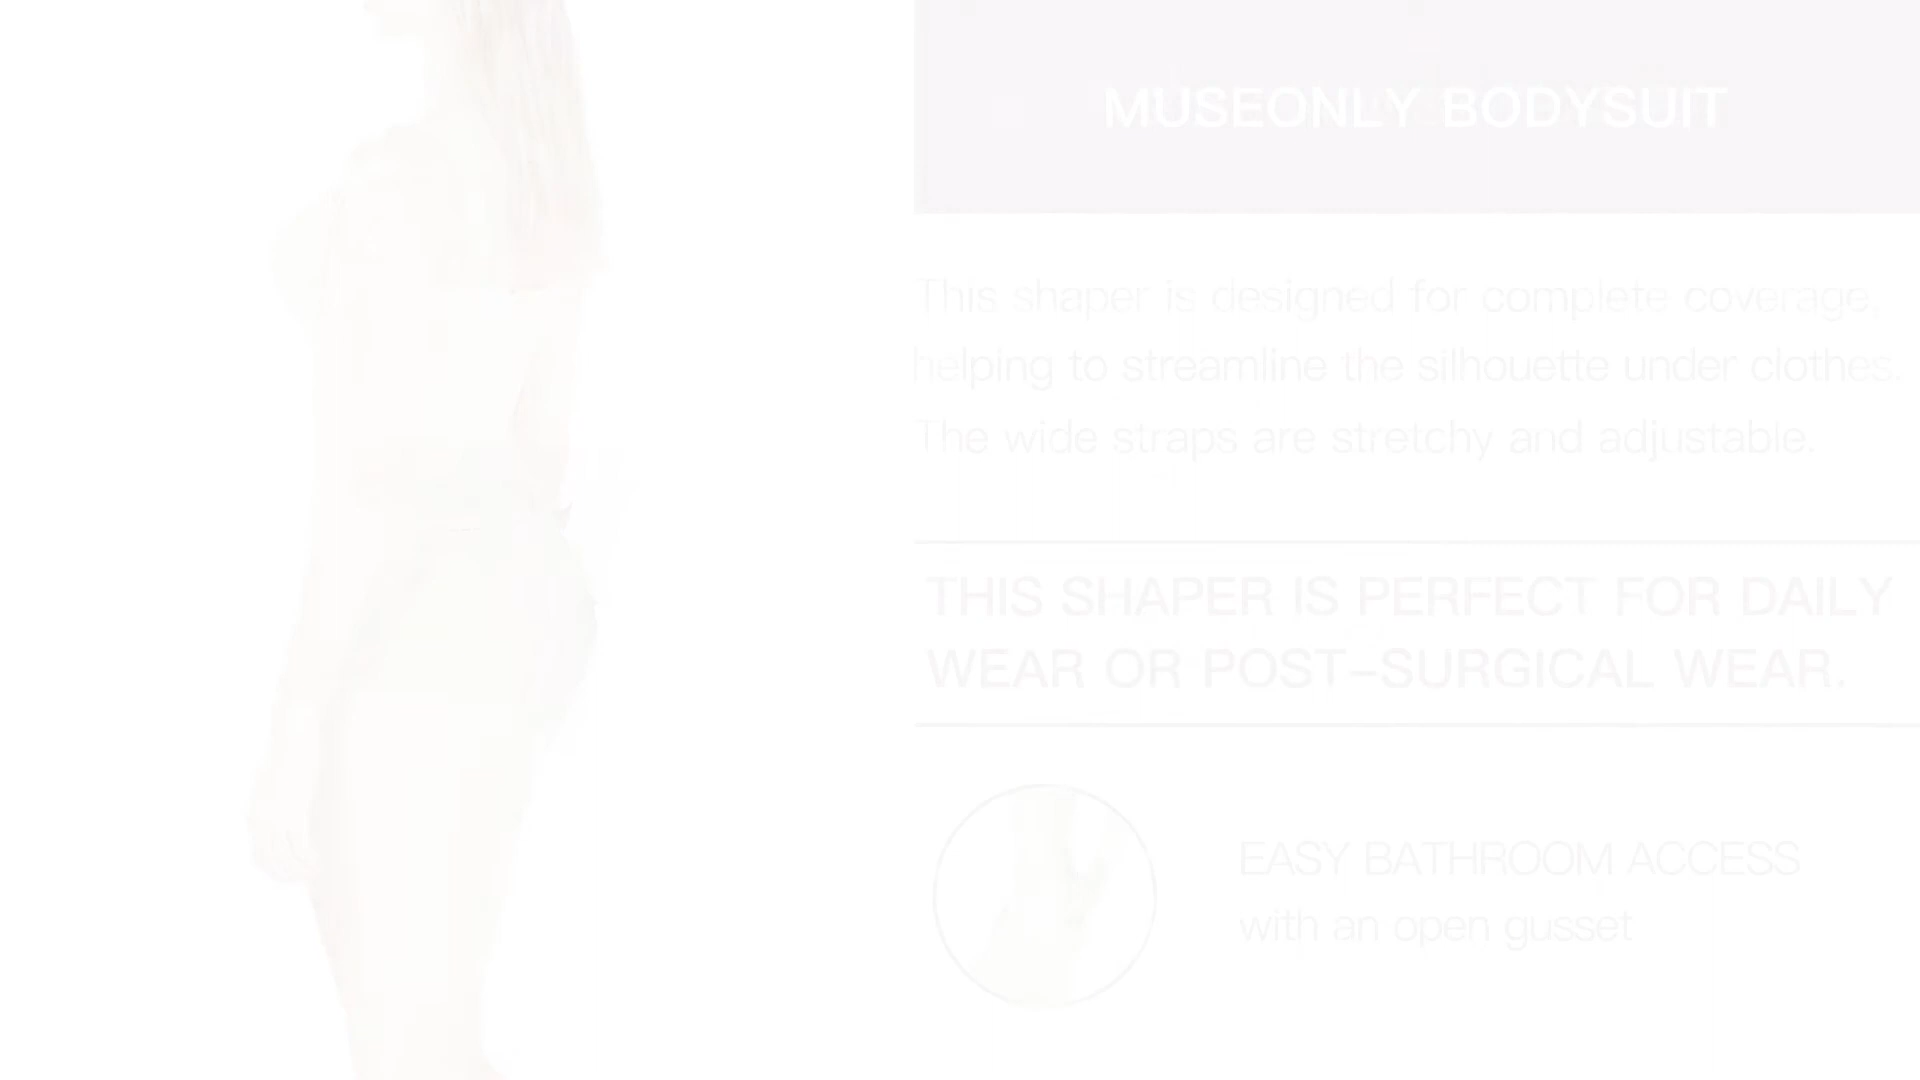 MUSEONLY BODYSUIT
This shaper is designed for complete coverage,
helping to streamline the silhouette under clothes.
The wide straps are stretchy and adjustable.
THIS SHAPER IS PERFECT FOR DAILY
WEAR OR POST-SURGICAL WEAR.
EASY BATHROOM ACCESS
with an open gusset